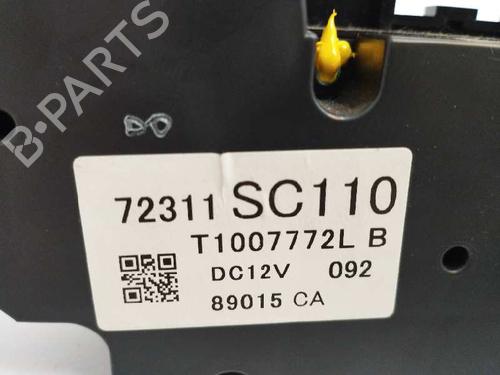 B-PARTS
72311 SC110
T1007772L B
DC12V 092
89015 CA